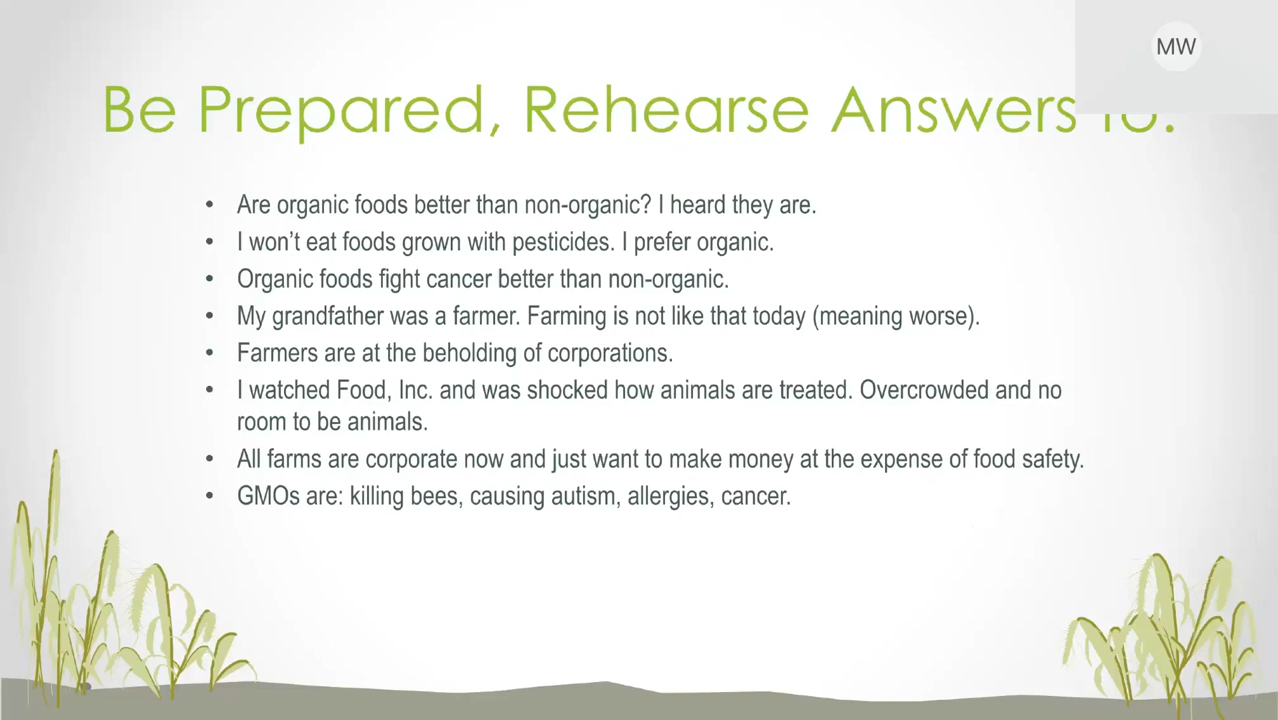 MW
Be Prepared, Rehearse Answers to:
• Are organic foods better than non-organic? I heard they are.
• I won’t eat foods grown with pesticides. I prefer organic.
• Organic foods fight cancer better than non-organic.
• My grandfather was a farmer. Farming is not like that today (meaning worse).
• Farmers are at the beholding of corporations.
• I watched Food, Inc. and was shocked how animals are treated. Overcrowded and no
room to be animals.
• All farms are corporate now and just want to make money at the expense of food safety.
• GMOs are: killing bees, causing autism, allergies, cancer.